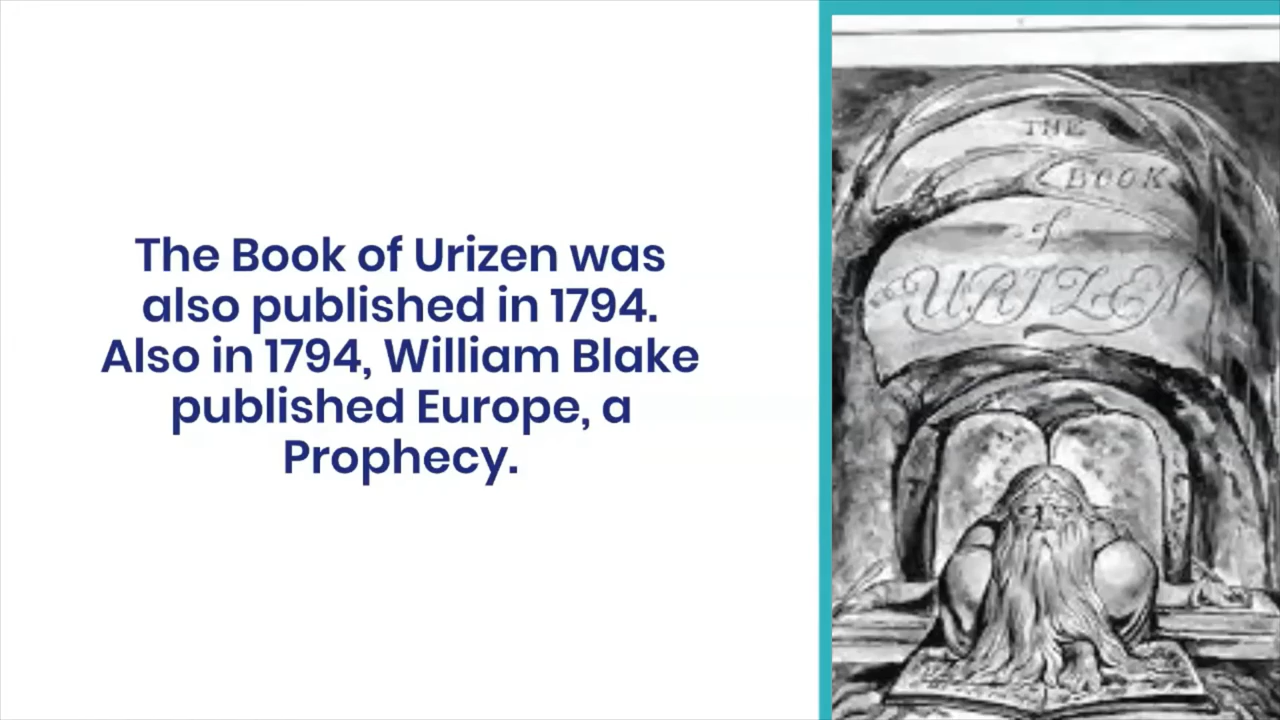 The Book of Urizen was
also published in 1794.
Also in 1794, William Blake
published Europe, a
Prophecy.
THE
BOOK
of
URIZEN